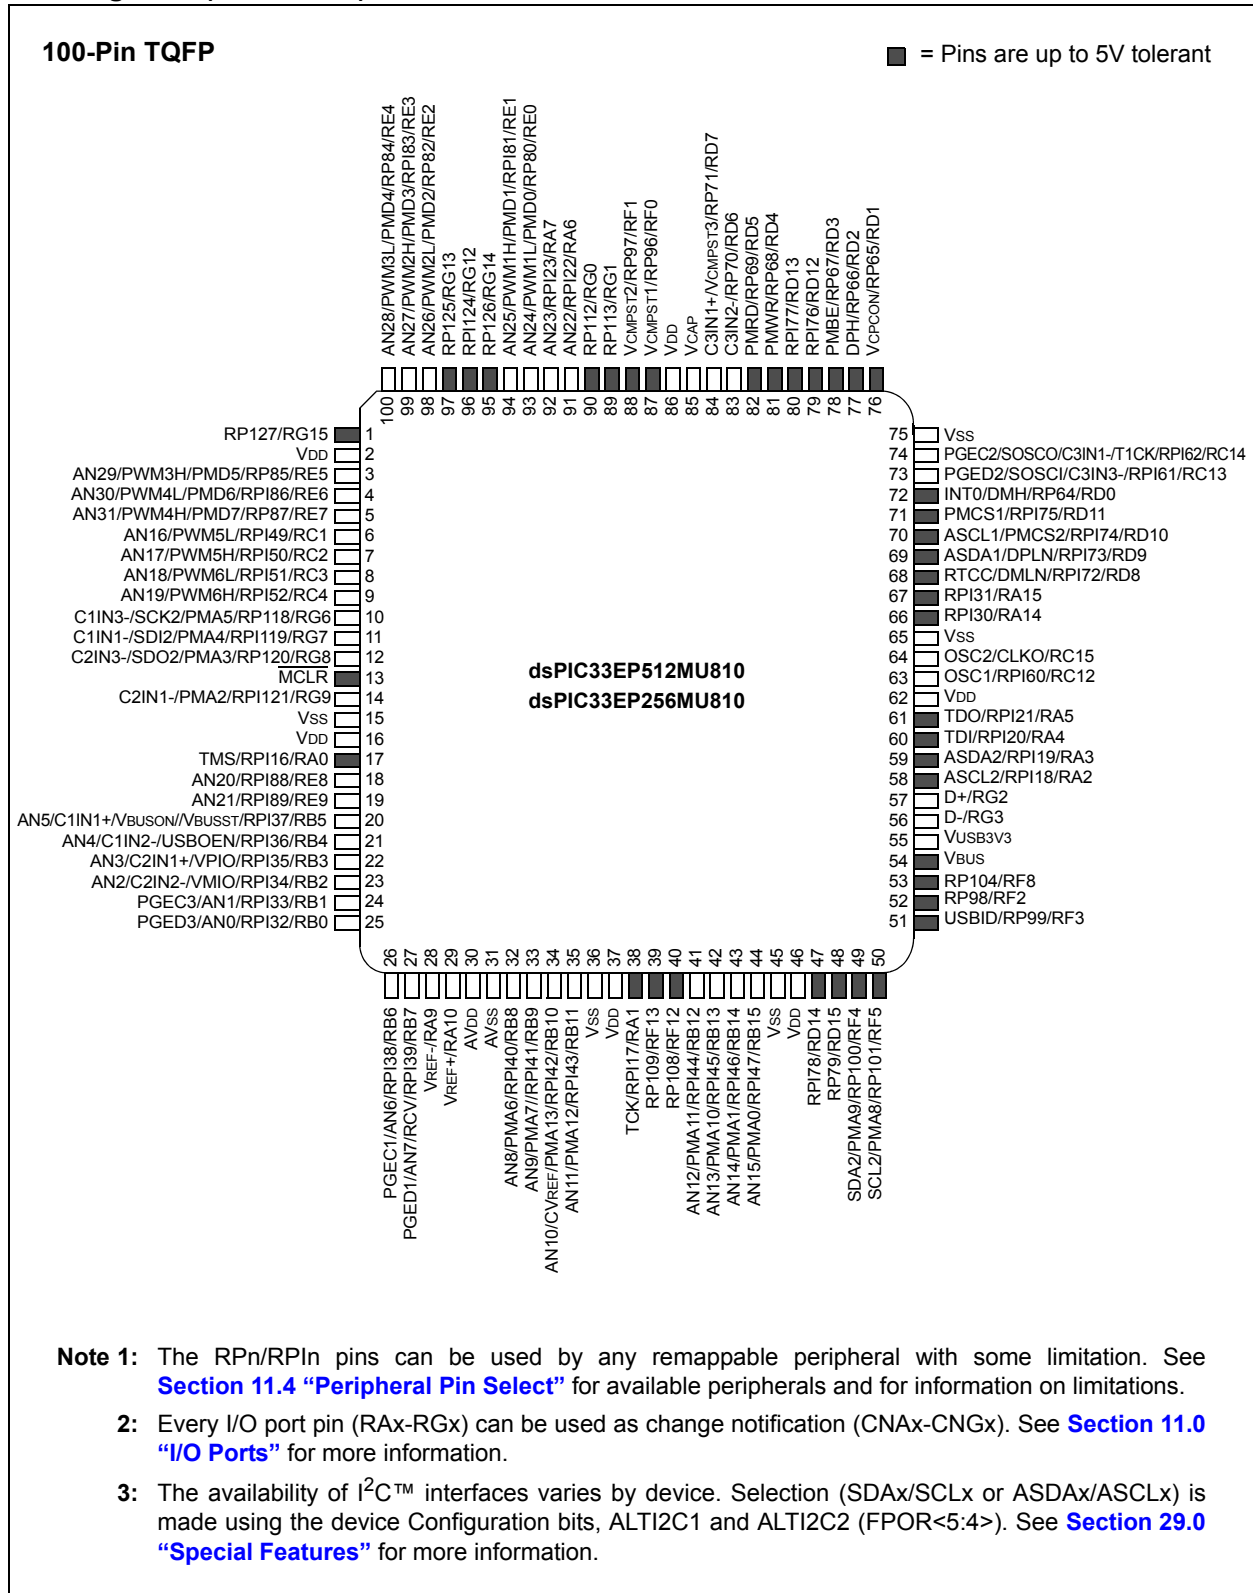 100-Pin TQFP
= Pins are up to 5V tolerant
AN28/PWM3L/PMD4/RP84/RE4
AN27/PWM2H/PMD3/RPI83/RE3
AN26/PWM2L/PMD2/RP82/RE2
RP125/RG13
RPI124/RG12
RP126/RG14
AN25/PWM1H/PMD1/RPI81/RE1
AN24/PWM1L/PMD0/RP80/RE0
AN23/RPI23/RA7
AN22/RPI22/RA6
RP112/RG0
RP113/RG1
VCMPST2/RP97/RF1
VCMPST1/RP96/RF0
VDD
VCAP
C3IN1+/VCMPST3/RP71/RD7
C3IN2-/RP70/RD6
PMRD/RP69/RD5
PMWR/RP68/RD4
RPI77/RD13
RPI76/RD12
PMBE/RP67/RD3
DPH/RP66/RD2
VCPCON/RP65/RD1
100 99 98 97 96 95 94 93 92 91 90 89 88 87 86 85 84 83 82 81 80 79 78 77 76
RP127/RG15 1
VDD 2
AN29/PWM3H/PMD5/RP85/RE5 3
AN30/PWM4L/PMD6/RPI86/RE6 4
AN31/PWM4H/PMD7/RP87/RE7 5
AN16/PWM5L/RPI49/RC1 6
AN17/PWM5H/RPI50/RC2 7
AN18/PWM6L/RPI51/RC3 8
AN19/PWM6H/RPI52/RC4 9
C1IN3-/SCK2/PMA5/RP118/RG6 10
C1IN1-/SDI2/PMA4/RPI119/RG7 11
C2IN3-/SDO2/PMA3/RP120/RG8 12
MCLR 13
C2IN1-/PMA2/RPI121/RG9 14
VSS 15
VDD 16
TMS/RPI16/RA0 17
AN20/RPI88/RE8 18
AN21/RPI89/RE9 19
AN5/C1IN1+/VBUSON//VBUSST/RPI37/RB5 20
AN4/C1IN2-/USBOEN/RPI36/RB4 21
AN3/C2IN1+/VPIO/RPI35/RB3 22
AN2/C2IN2-/VMIO/RPI34/RB2 23
PGEC3/AN1/RPI33/RB1 24
PGED3/AN0/RPI32/RB0 25
dsPIC33EP512MU810
dsPIC33EP256MU810
75 VSS
74 PGEC2/SOSCO/C3IN1-/T1CK/RPI62/RC14
73 PGED2/SOSCI/C3IN3-/RPI61/RC13
72 INT0/DMH/RP64/RD0
71 PMCS1/RPI75/RD11
70 ASCL1/PMCS2/RPI74/RD10
69 ASDA1/DPLN/RPI73/RD9
68 RTCC/DMLN/RPI72/RD8
67 RPI31/RA15
66 RPI30/RA14
65 VSS
64 OSC2/CLKO/RC15
63 OSC1/RPI60/RC12
62 VDD
61 TDO/RPI21/RA5
60 TDI/RPI20/RA4
59 ASDA2/RPI19/RA3
58 ASCL2/RPI18/RA2
57 D+/RG2
56 D-/RG3
55 VUSB3V3
54 VBUS
53 RP104/RF8
52 RP98/RF2
51 USBID/RP99/RF3
26 27 28 29 30 31 32 33 34 35 36 37 38 39 40 41 42 43 44 45 46 47 48 49 50
PGEC1/AN6/RPI38/RB6
PGED1/AN7/RCV/RPI39/RB7
VREF-/RA9
VREF+/RA10
AVDD
AVSS
AN8/PMA6/RPI40/RB8
AN9/PMA7//RPI41/RB9
AN10/CVREF/PMA13/RPI42/RB10
AN11/PMA12/RPI43/RB11
VSS
VDD
TCK/RPI17/RA1
RP109/RF13
RP108/RF12
AN12/PMA11/RPI44/RB12
AN13/PMA10/RPI45/RB13
AN14/PMA1/RPI46/RB14
AN15/PMA0/RPI47/RB15
VSS
VDD
RPI78/RD14
RP79/RD15
SDA2/PMA9/RP100/RF4
SCL2/PMA8/RP101/RF5
Note 1: The RPn/RPIn pins can be used by any remappable peripheral with some limitation. See
Section 11.4 “Peripheral Pin Select” for available peripherals and for information on limitations.
2: Every I/O port pin (RAx-RGx) can be used as change notification (CNAx-CNGx). See Section 11.0
“I/O Ports” for more information.
3: The availability of I2C™ interfaces varies by device. Selection (SDAx/SCLx or ASDAx/ASCLx) is
made using the device Configuration bits, ALTI2C1 and ALTI2C2 (FPOR<5:4>). See Section 29.0
“Special Features” for more information.